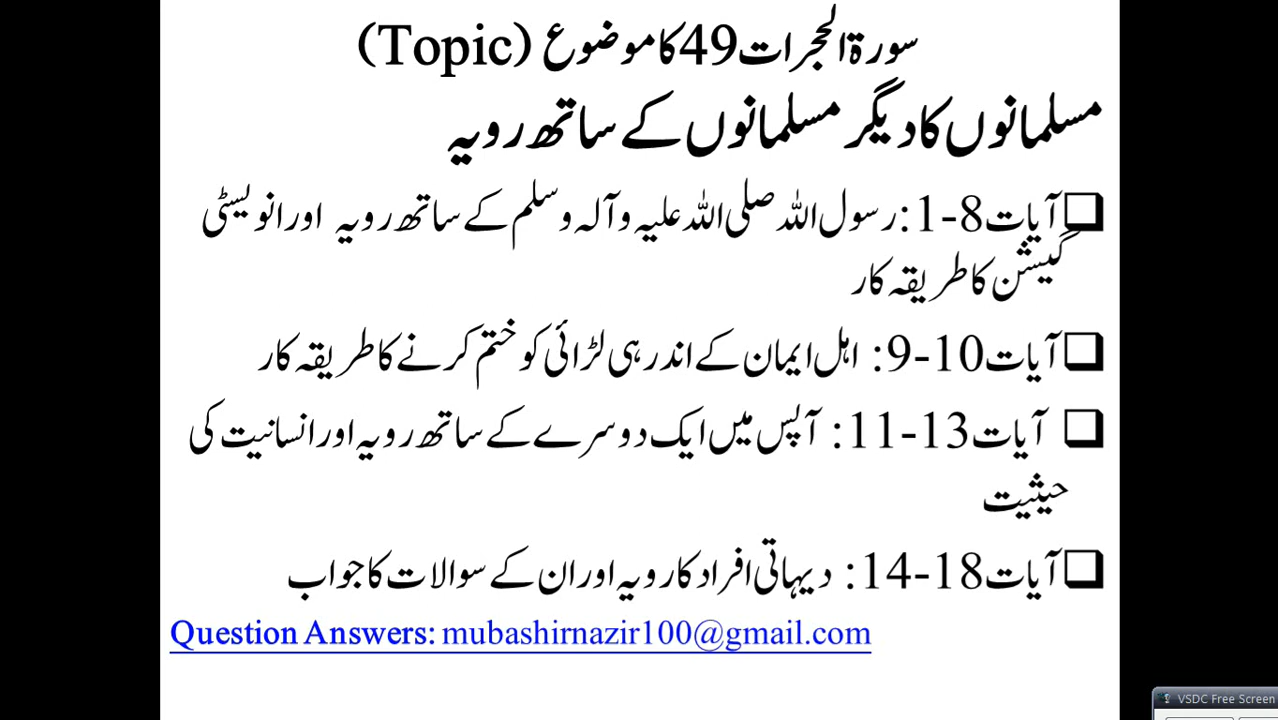 سورۃ الحجرات 49 کا موضوع (Topic)
مسلمانوں کا دیگر مسلمانوں کے ساتھ رویہ
❑آیات 1-8: رسول اللہ صلی اللہ علیہ وآلہ وسلم کے ساتھ رویہ اور انویسٹی
گیشن کا طریقہ کار
❑آیات 9-10: اہل ایمان کے اندر ہی لڑائی کو ختم کرنے کا طریقہ کار
❑ آیات 11-13: آپس میں ایک دوسرے کے ساتھ رویہ اور انسانیت کی
حیثیت
❑آیات 14-18: دیہاتی افراد کا رویہ اور ان کے سوالات کا جواب
Question Answers: mubashirnazir100@gmail.com
VSDC Free Screen